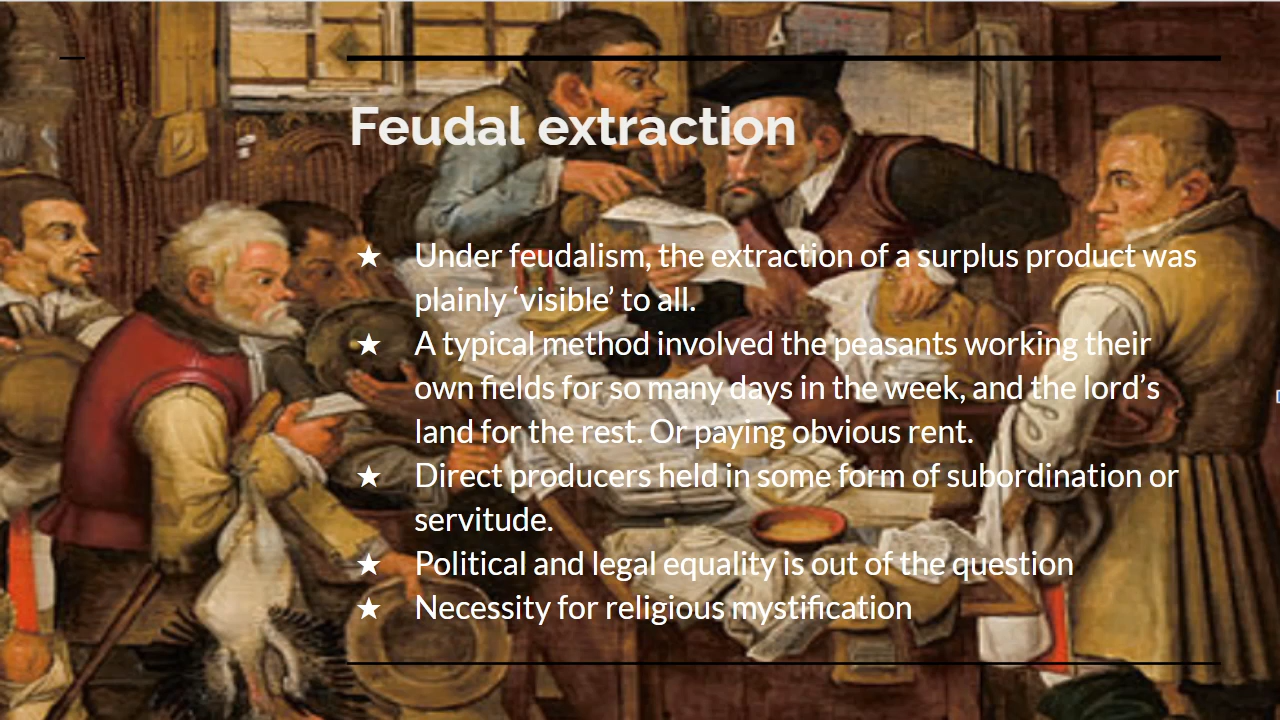 Feudal extraction
★ Under feudalism, the extraction of a surplus product was
plainly ‘visible’ to all.
★ A typical method involved the peasants working their
own fields for so many days in the week, and the lord’s
land for the rest. Or paying obvious rent.
★ Direct producers held in some form of subordination or
servitude.
★ Political and legal equality is out of the question
★ Necessity for religious mystification